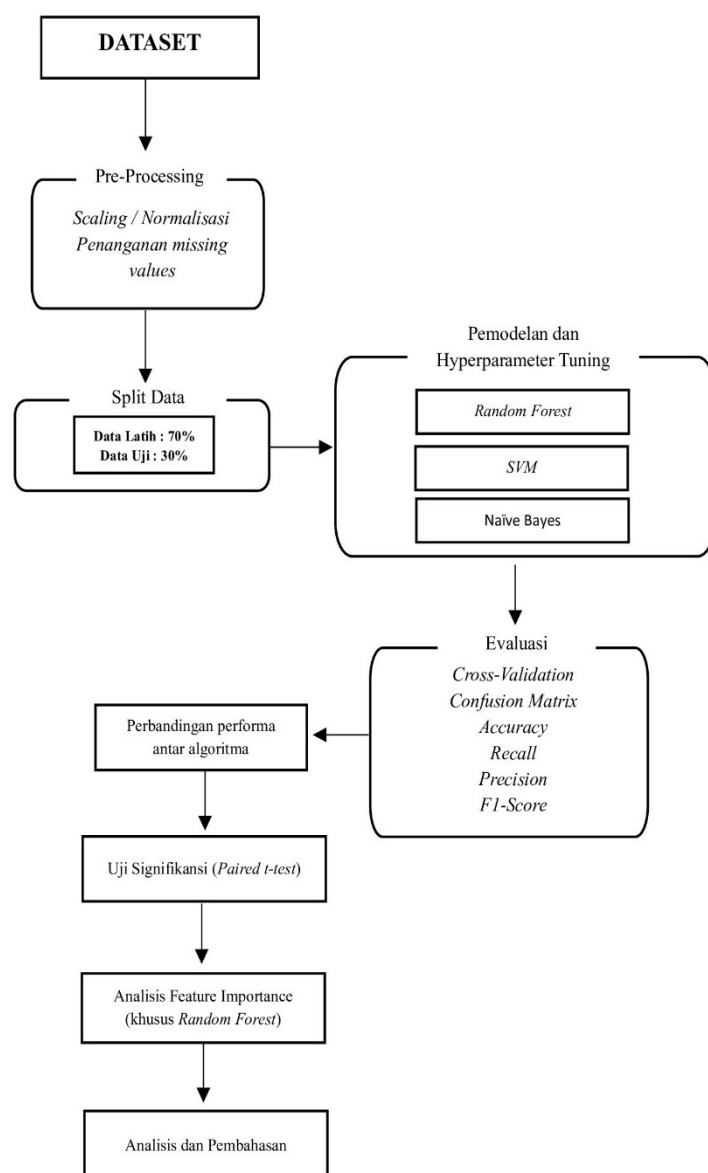 DATASET
Pre-Processing
Scaling / Normalisasi
Penanganan missing
values
Split Data
Data Latih : 70%
Data Uji : 30%
Pemodelan dan
Hyperparameter Tuning
Random Forest
SVM
Naïve Bayes
Evaluasi
Cross-Validation
Confusion Matrix
Accuracy
Recall
Precision
F1-Score
Perbandingan performa
antar algoritma
Uji Signifikansi (Paired t-test)
Analisis Feature Importance
(khusus Random Forest)
Analisis dan Pembahasan